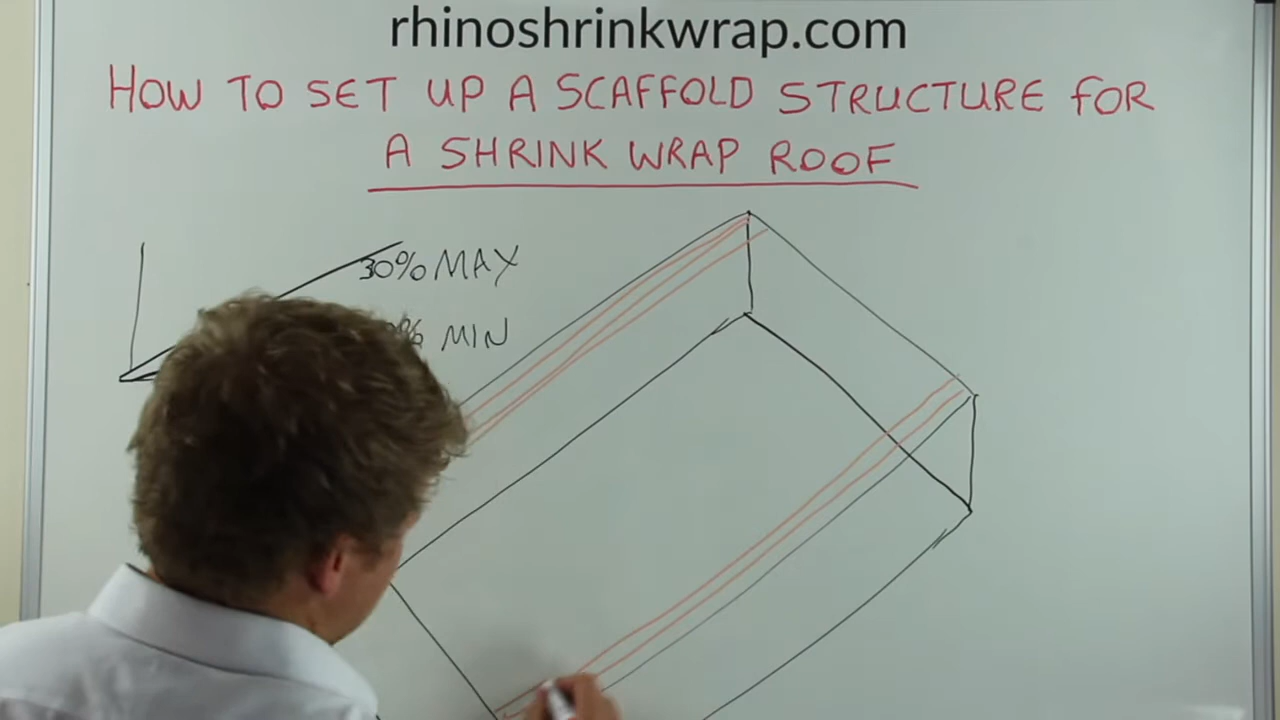 rhinoshrinkwrap.com
HOW TO SET UP A SCAFFOLD STRUCTURE FOR
A SHRINK WRAP ROOF
30% MAX
% MIN